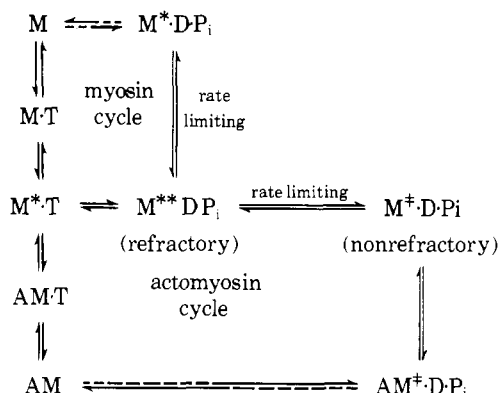 M M*·D·Pᵢ
myosin cycle
rate limiting
M·T
rate limiting
M*·T M** D Pᵢ M‡·D·Pi
(refractory) (nonrefractory)
AM·T
actomyosin cycle
AM AM‡·D·Pᵢ